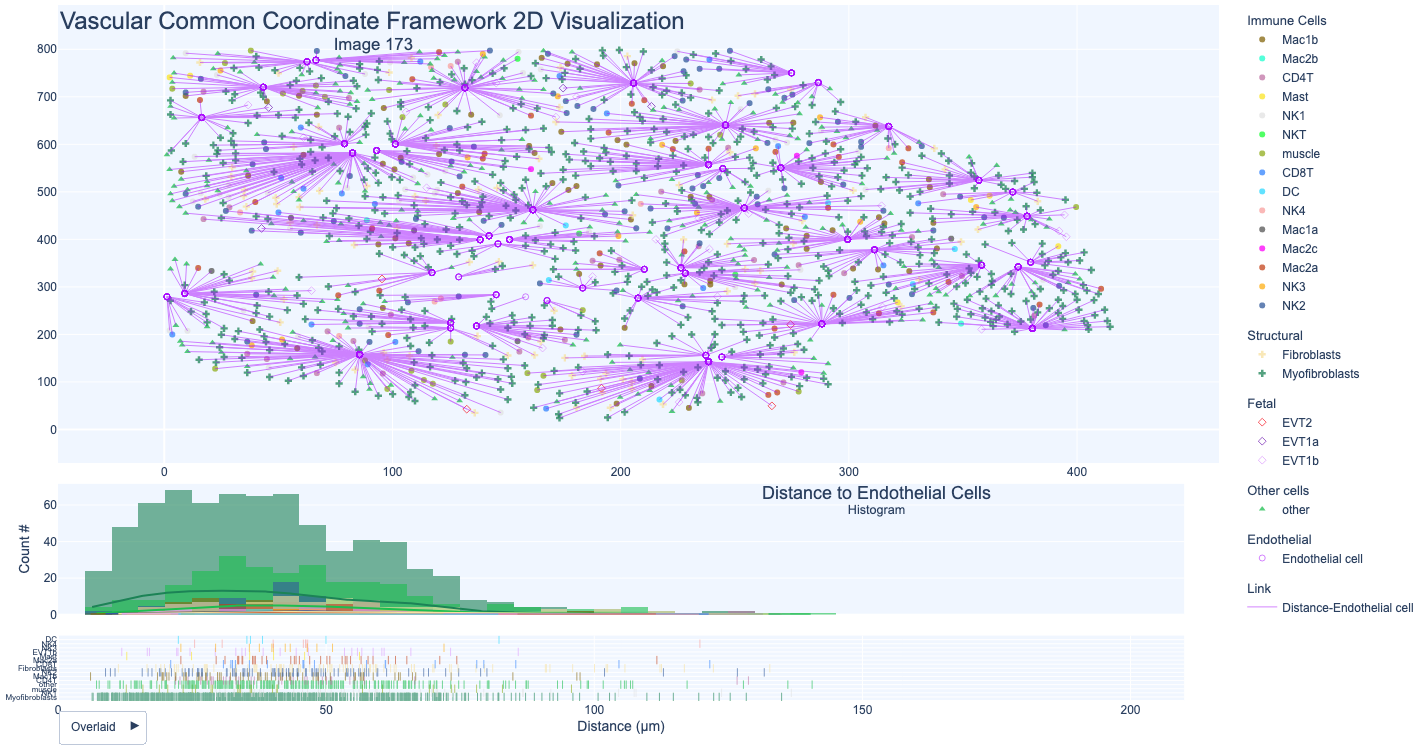 Vascular Common Coordinate Framework 2D Visualization
Image 173
800
700
600
500
400
300
200
100
0
0 100 200 300 400
Immune Cells
Mac1b
Mac2b
CD4T
Mast
NK1
NKT
muscle
CD8T
DC
NK4
Mac1a
Mac2c
Mac2a
NK3
NK2
Structural
Fibroblasts
Myofibroblasts
Fetal
EVT2
EVT1a
EVT1b
Other cells
other
Endothelial
Endothelial cell
Link
Distance-Endothelial cell
Distance to Endothelial Cells
Histogram
Count #
60
40
20
0
DC
muscle
0 50 100 150 200
Distance (μm)
Overlaid ▶